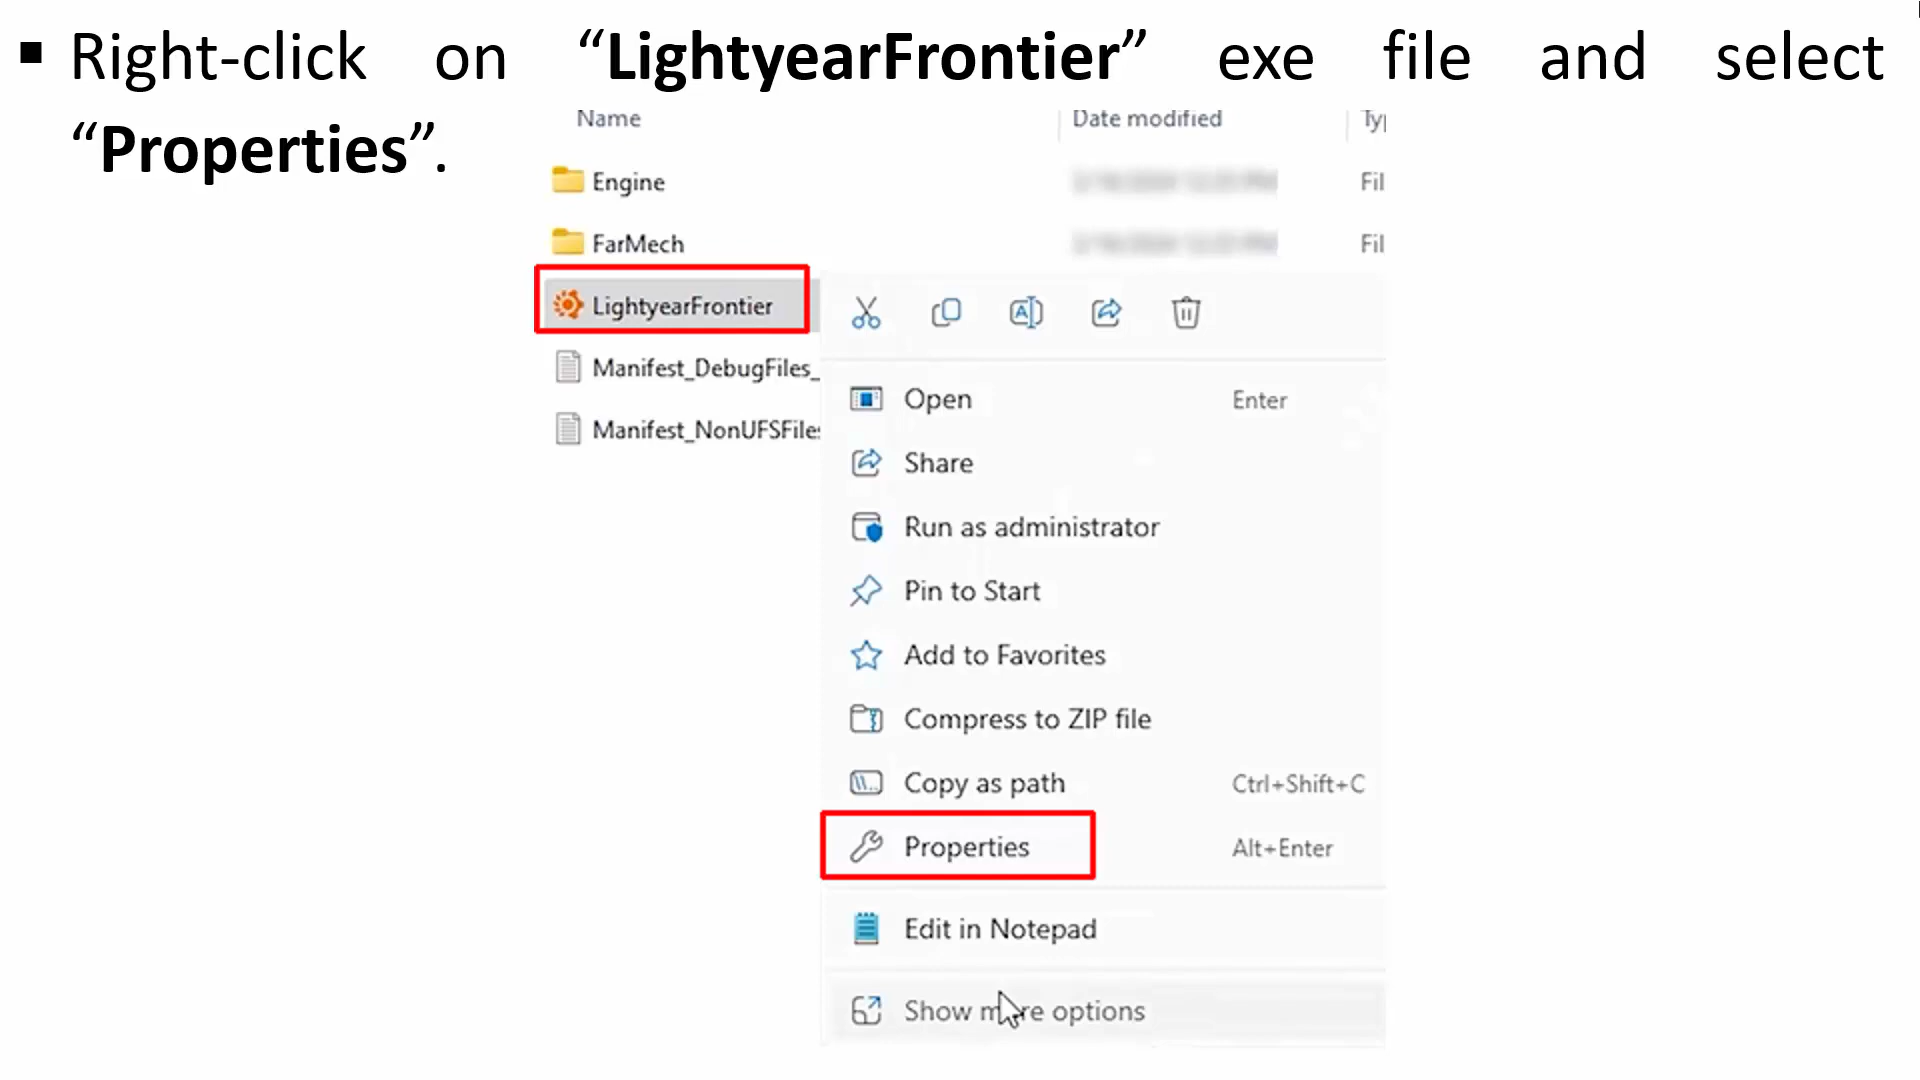 ▪ Right-click on “LightyearFrontier” exe file and select
“Properties”.
Name Date modified Typ
Engine Fil
FarMech Fil
LightyearFrontier
Manifest_DebugFiles_
Manifest_NonUFSFiles
Open Enter
Share
Run as administrator
Pin to Start
Add to Favorites
Compress to ZIP file
Copy as path Ctrl+Shift+C
Properties Alt+Enter
Edit in Notepad
Show more options